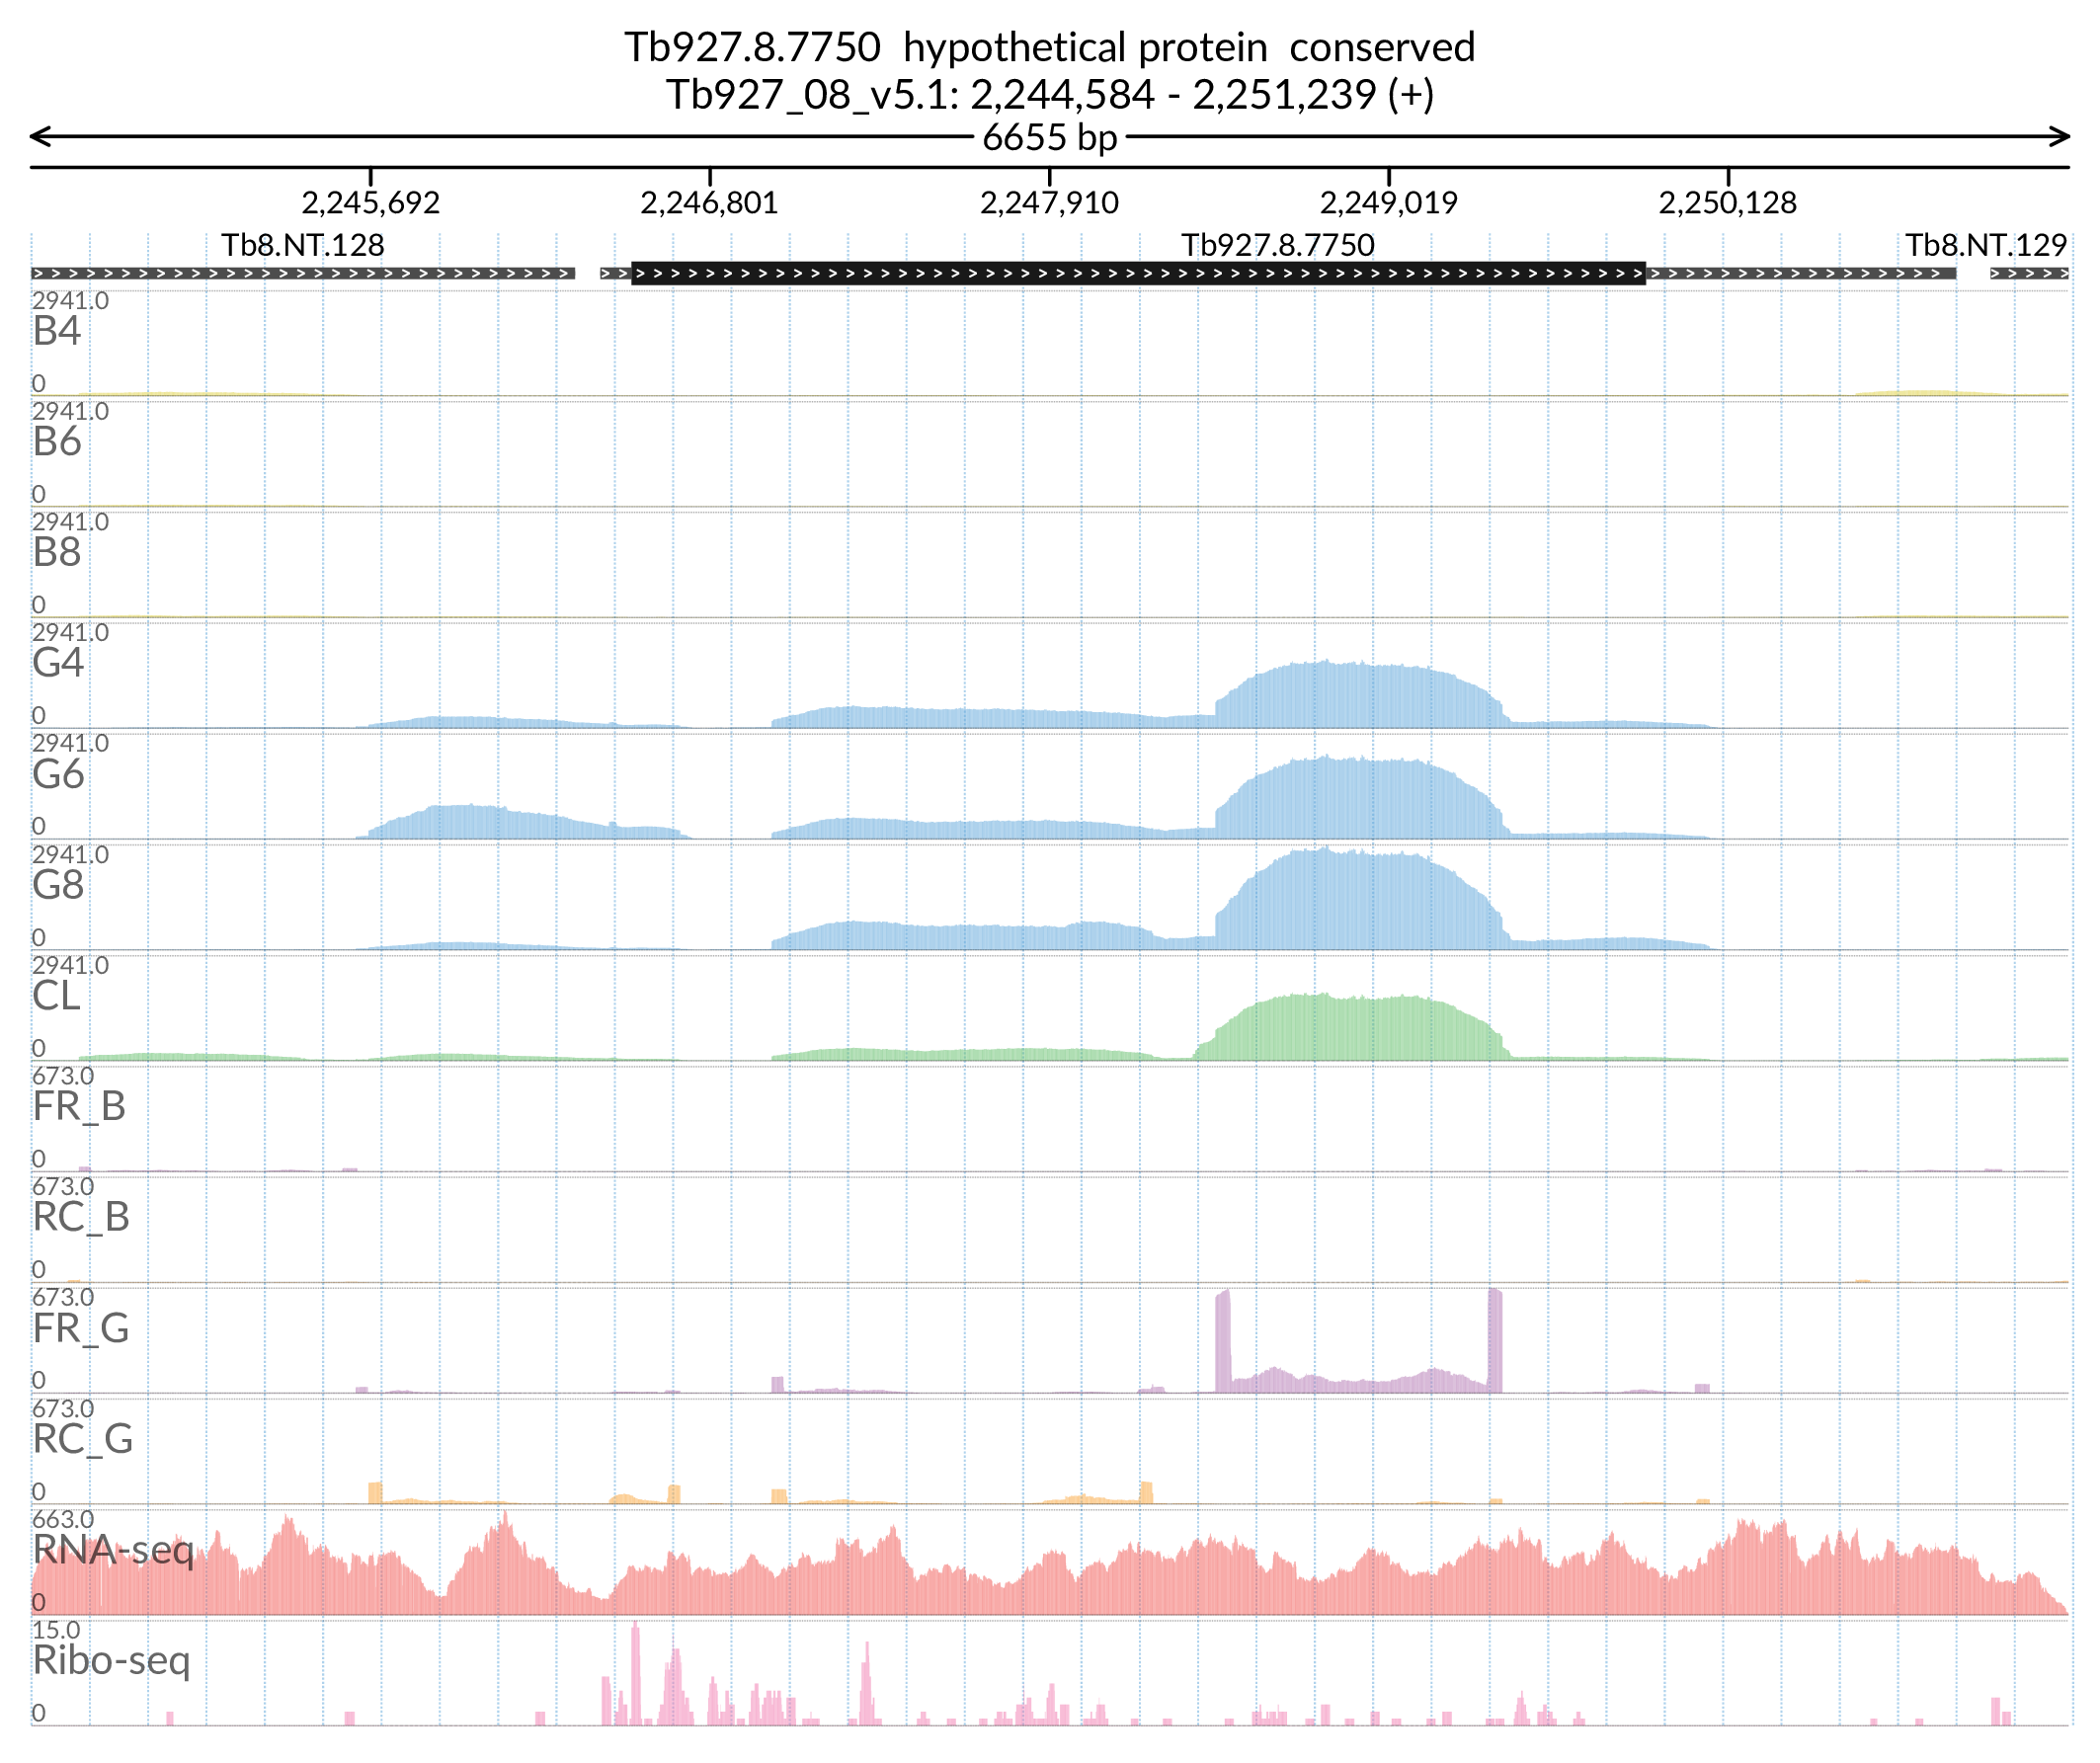 Tb927.8.7750  hypothetical protein  conserved
Tb927_08_v5.1: 2,244,584 - 2,251,239 (+)
6655 bp
2,245,692 2,246,801 2,247,910 2,249,019 2,250,128
Tb8.NT.128 Tb927.8.7750 Tb8.NT.129
2941.0
B4
0
2941.0
B6
0
2941.0
B8
0
2941.0
G4
0
2941.0
G6
0
2941.0
G8
0
2941.0
CL
0
673.0
FR_B
0
673.0
RC_B
0
673.0
FR_G
0
673.0
RC_G
0
663.0
RNA-seq
0
15.0
Ribo-seq
0